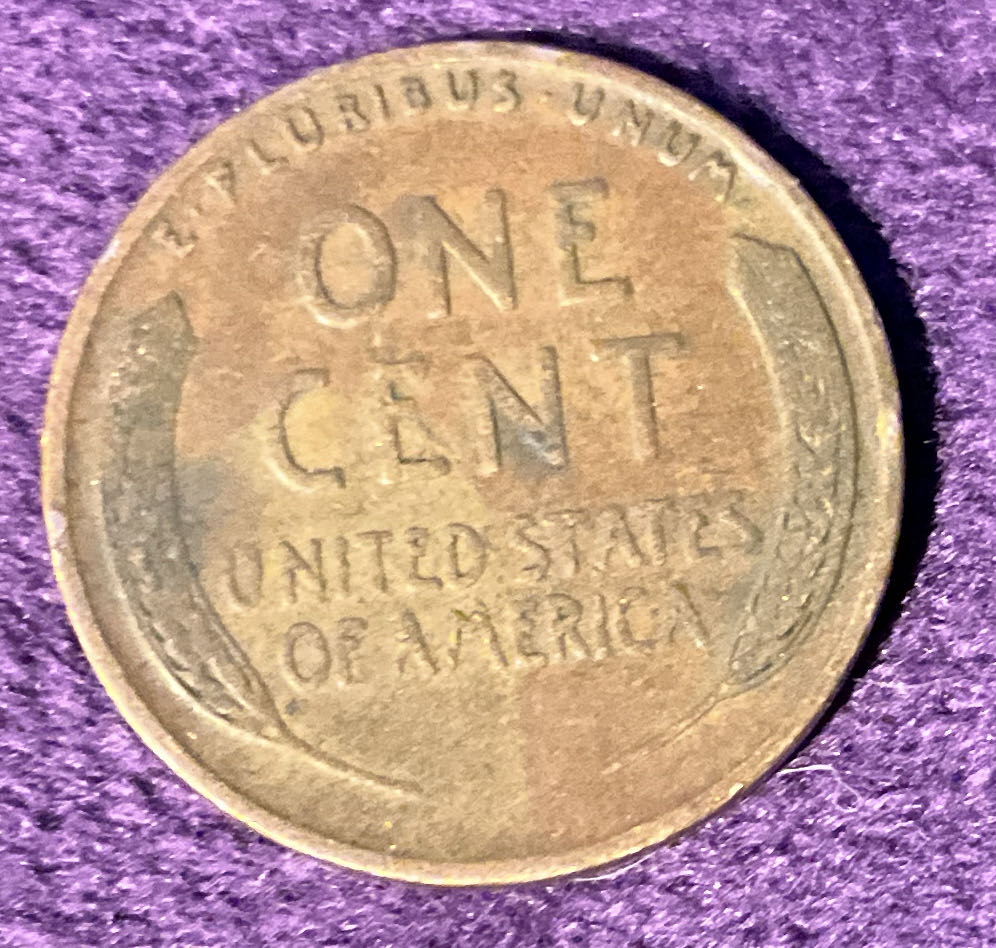 E·PLURIBUS·UNUM
ONE
CENT
UNITED STATES
OF AMERICA